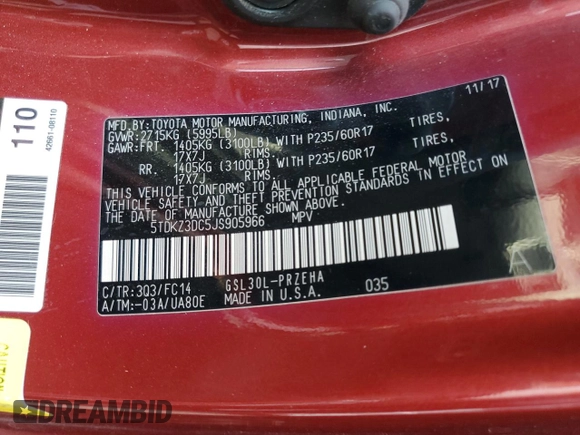 MFD.BY:TOYOTA MOTOR MANUFACTURING, INDIANA, INC. 11/17
GVWR:2715KG (5995LB)
GAWR:FRT. 1405KG (3100LB) WITH P235/60R17 TIRES,
17X7J RIMS.
RR. 1405KG (3100LB) WITH P235/60R17 TIRES,
17X7J RIMS.
THIS VEHICLE CONFORMS TO ALL APPLICABLE FEDERAL MOTOR
VEHICLE SAFETY AND THEFT PREVENTION STANDARDS IN EFFECT ON
THE DATE OF MANUFACTURE SHOWN ABOVE.
5TDKZ3DC5JS905966 MPV
C/TR:3Q3/FC14 GSL30L-PRZEHA 035
A/TM:-03A/UA80E MADE IN U.S.A.
A
110
42661-08110
DREAMBID